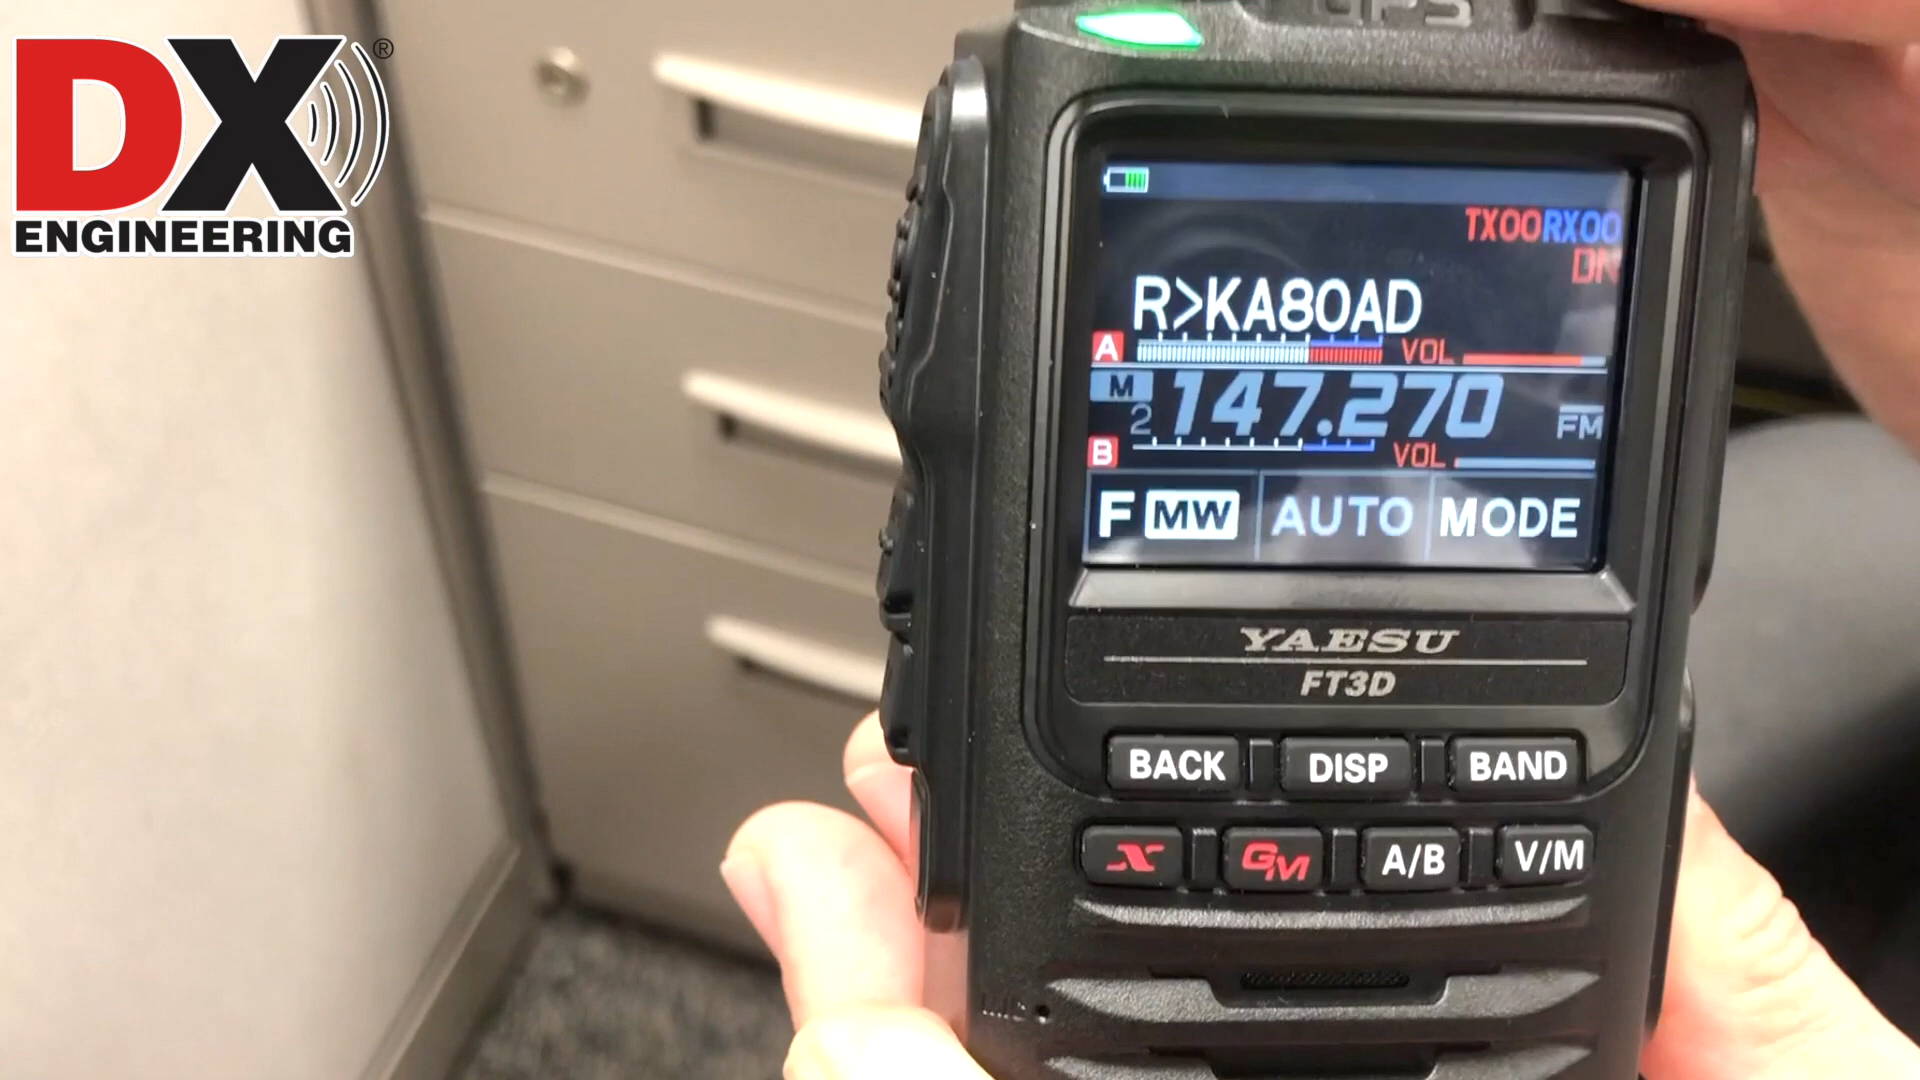 DX®
ENGINEERING
GPS
TX00RX00
DN
R>KA8OAD
A VOL
M 147.270 FM
2
B VOL
F MW AUTO MODE
YAESU
FT3D
BACK DISP BAND
X GM A/B V/M